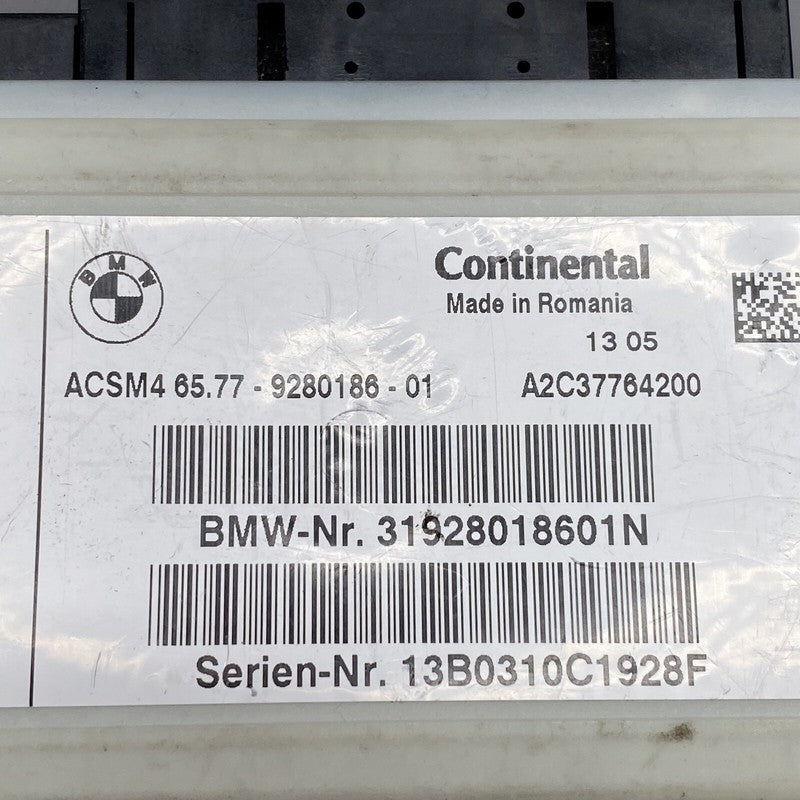 BMW
Continental
Made in Romania
13 05
ACSM4 65.77 - 9280186 - 01 A2C37764200
BMW-Nr. 31928018601N
Serien-Nr. 13B0310C1928F